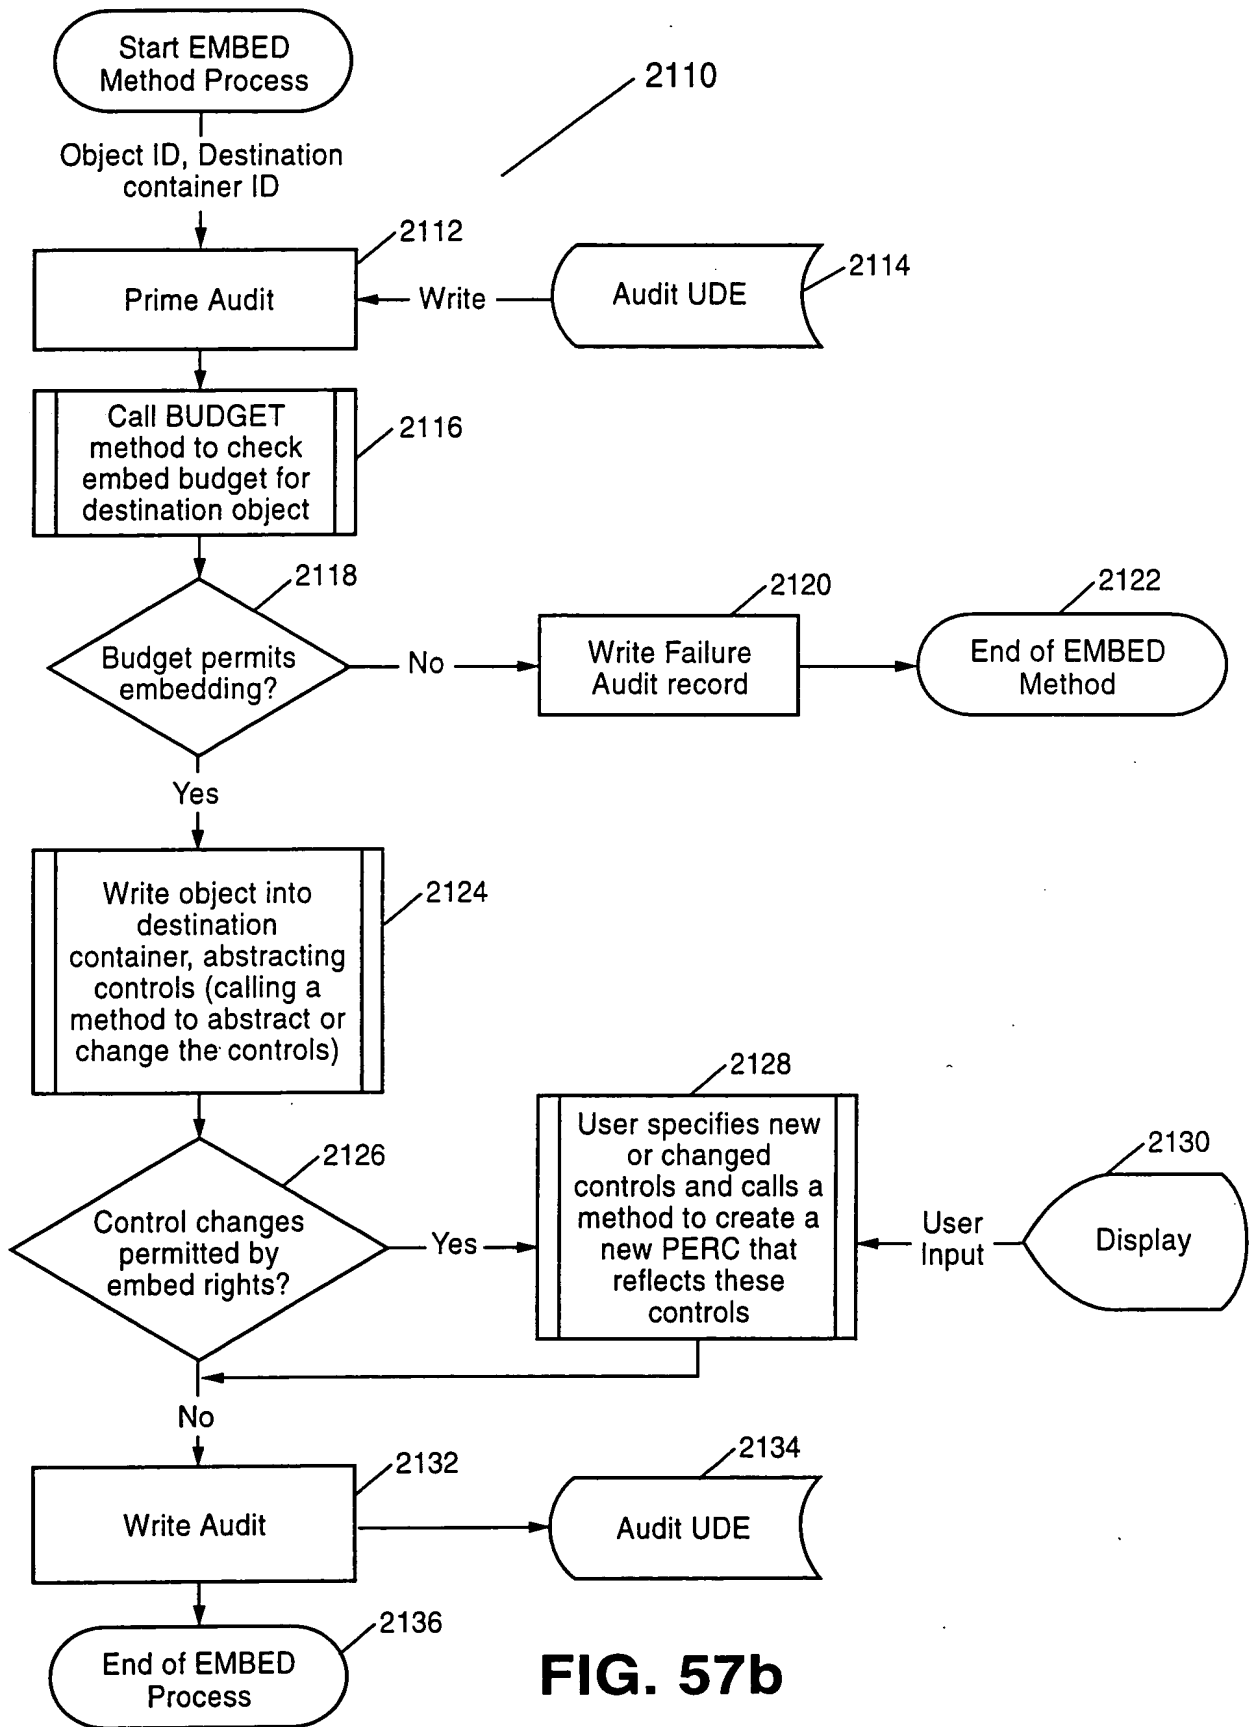 Start EMBED
Method Process
2110
Object ID, Destination
container ID
2112
Prime Audit
Write
Audit UDE
2114
Call BUDGET
method to check
embed budget for
destination object
2116
2118
Budget permits
embedding?
No
2120
Write Failure
Audit record
2122
End of EMBED
Method
Yes
Write object into
destination
container, abstracting
controls (calling a
method to abstract or
change the controls)
2124
2126
Control changes
permitted by
embed rights?
Yes
2128
User specifies new
or changed
controls and calls a
method to create a
new PERC that
reflects these
controls
User
Input
2130
Display
No
2132
Write Audit
2134
Audit UDE
2136
End of EMBED
Process
FIG. 57b